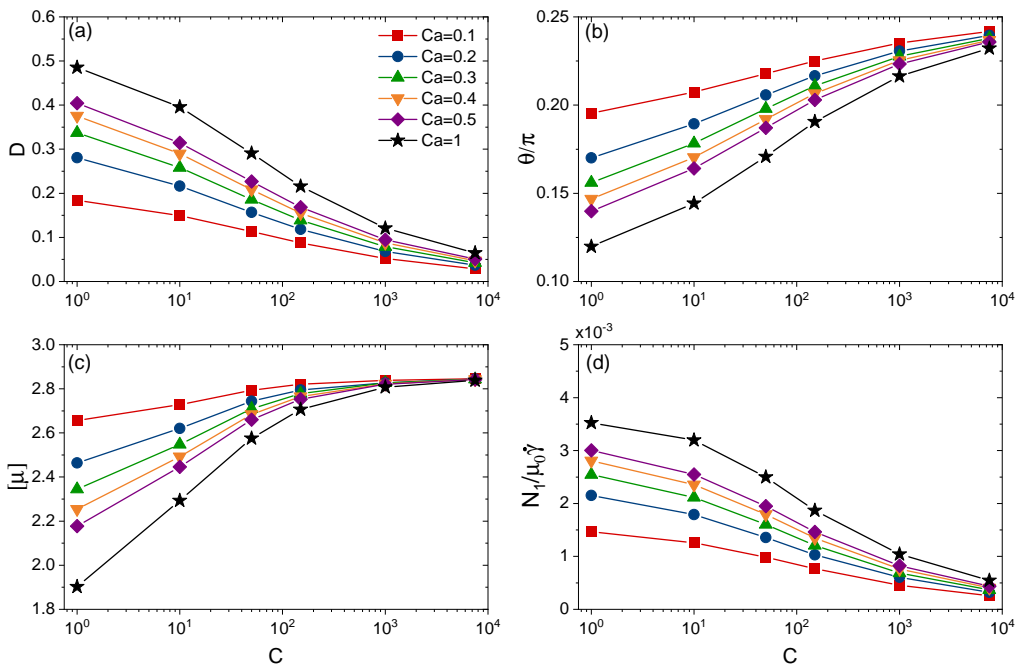 (a)
D
0.6
0.5
0.4
0.3
0.2
0.1
0.0
10⁰
10¹
10²
10³
10⁴
Ca=0.1
Ca=0.2
Ca=0.3
Ca=0.4
Ca=0.5
Ca=1
(b)
θ/π
0.25
0.20
0.15
0.10
10⁰
10¹
10²
10³
10⁴
(c)
[μ]
3.0
2.8
2.6
2.4
2.2
2.0
1.8
10⁰
10¹
10²
10³
10⁴
C
x10⁻³
(d)
N₁/μ₀γ̇
5
4
3
2
1
0
10⁰
10¹
10²
10³
10⁴
C